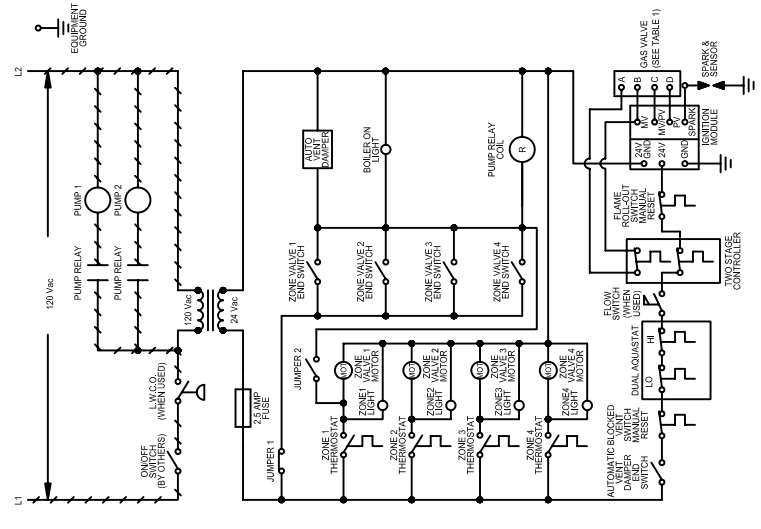 L2
EQUIPMENT
GROUND
120 Vac
PUMP 1
PUMP 2
PUMP RELAY
PUMP RELAY
L.W.C.O.
(WHEN USED)
ON/OFF
SWITCH
(BY OTHERS)
L1
120 Vac
24 Vac
2.5 AMP
FUSE
AUTO
VENT
DAMPER
BOILER ON
LIGHT
PUMP RELAY
COIL
R
ZONE VALVE 1
END SWITCH
ZONE VALVE 2
END SWITCH
ZONE VALVE 3
END SWITCH
ZONE VALVE 4
END SWITCH
JUMPER 2
JUMPER 1
MOT
ZONE
VALVE 1
MOTOR
MOT
ZONE
VALVE 2
MOTOR
MOT
ZONE
VALVE 3
MOTOR
MOT
ZONE
VALVE 4
MOTOR
ZONE1
LIGHT
ZONE2
LIGHT
ZONE3
LIGHT
ZONE4
LIGHT
ZONE 1
THERMOSTAT
ZONE 2
THERMOSTAT
ZONE 3
THERMOSTAT
ZONE 4
THERMOSTAT
GAS VALVE
(SEE TABLE 1)
A
B
C
D
SPARK &
SENSOR
MV
MV/PV
PV
SPARK
24V
GND
24V
GND
IGNITION
MODULE
FLAME
ROLL-OUT
SWITCH
MANUAL
RESET
TWO STAGE
CONTROLLER
FLOW
SWITCH
(WHEN
USED)
DUAL AQUASTAT
HI
LO
AUTOMATIC
VENT
DAMPER
END
SWITCH
BLOCKED
VENT
SWITCH
MANUAL
RESET